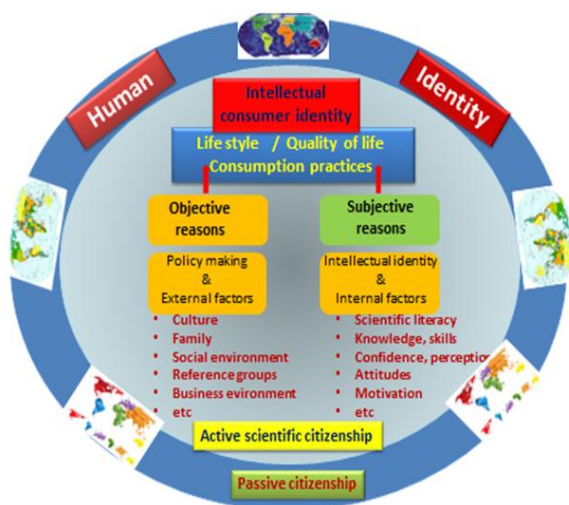 Human
Identity
Intellectual
consumer identity
Life style / Quality of life
Consumption practices
Objective
reasons
Subjective
reasons
Policy making
&
External factors
Intellectual identity
&
Internal factors
• Culture
• Family
• Social environment
• Reference groups
• Business evironment
• etc
• Scientific literacy
• Knowledge, skills
• Confidence, perception
• Attitudes
• Motivation
• etc
Active scientific citizenship
Passive citizenship